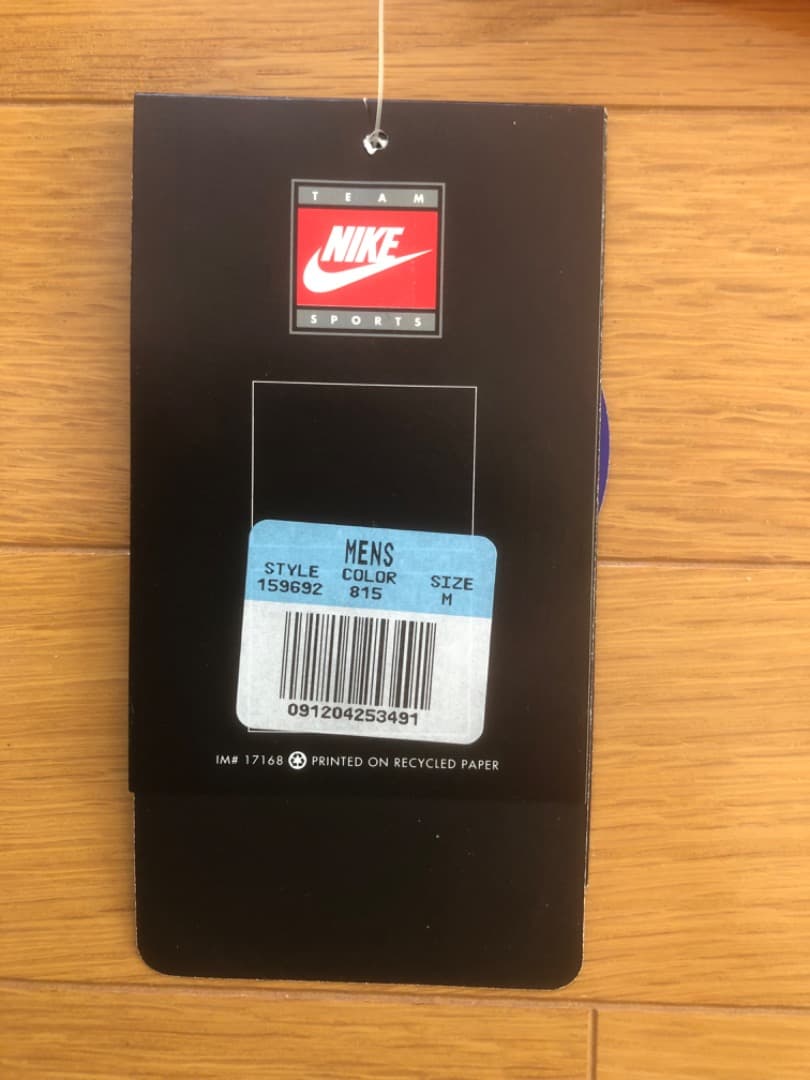 TEAM
NIKE
SPORTS
MENS
STYLE COLOR SIZE
159692 815 M
091204253491
IM# 17168 PRINTED ON RECYCLED PAPER